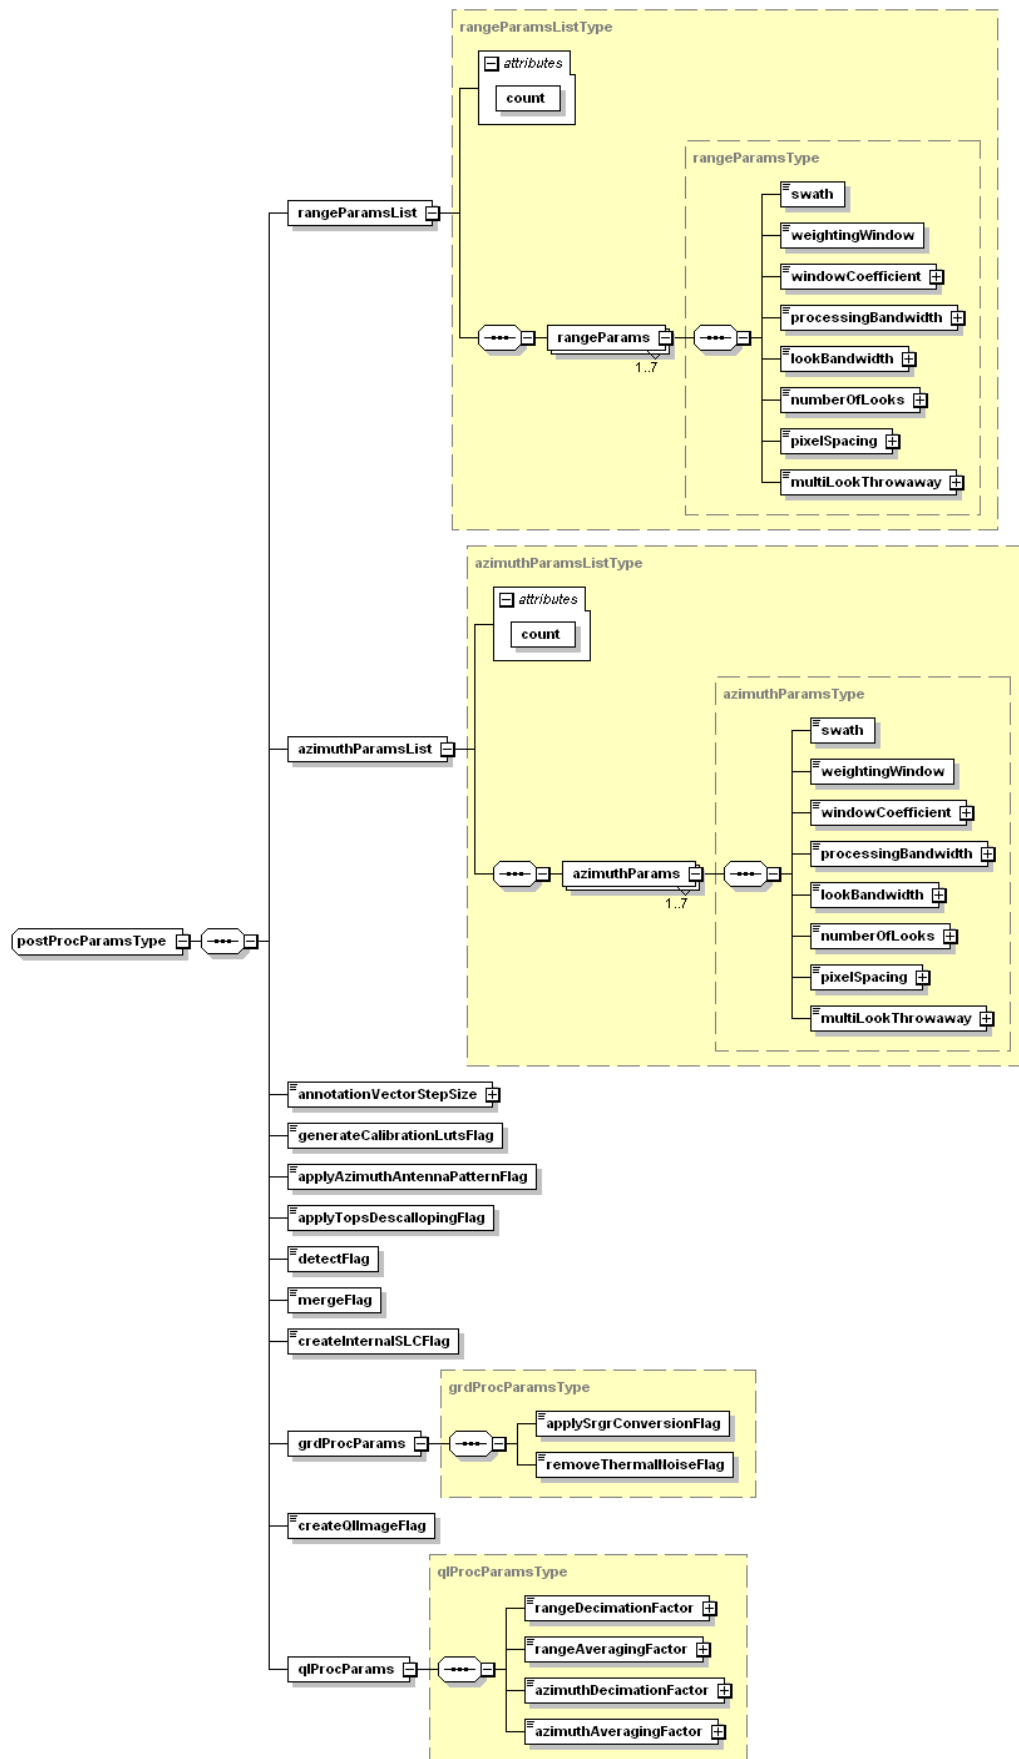 rangeParamsListType
attributes
count
rangeParamsType
swath
weightingWindow
windowCoefficient
processingBandwidth
lookBandwidth
numberOfLooks
pixelSpacing
multiLookThrowaway
rangeParamsList
rangeParams
1..7
azimuthParamsListType
attributes
count
azimuthParamsType
swath
weightingWindow
windowCoefficient
processingBandwidth
lookBandwidth
numberOfLooks
pixelSpacing
multiLookThrowaway
azimuthParamsList
azimuthParams
1..7
postProcParamsType
annotationVectorStepSize
generateCalibrationLutsFlag
applyAzimuthAntennaPatternFlag
applyTopsDescallopingFlag
detectFlag
mergeFlag
createInternalSLCFlag
grdProcParamsType
grdProcParams
applySrgrConversionFlag
removeThermalNoiseFlag
createQlImageFlag
qlProcParamsType
qlProcParams
rangeDecimationFactor
rangeAveragingFactor
azimuthDecimationFactor
azimuthAveragingFactor